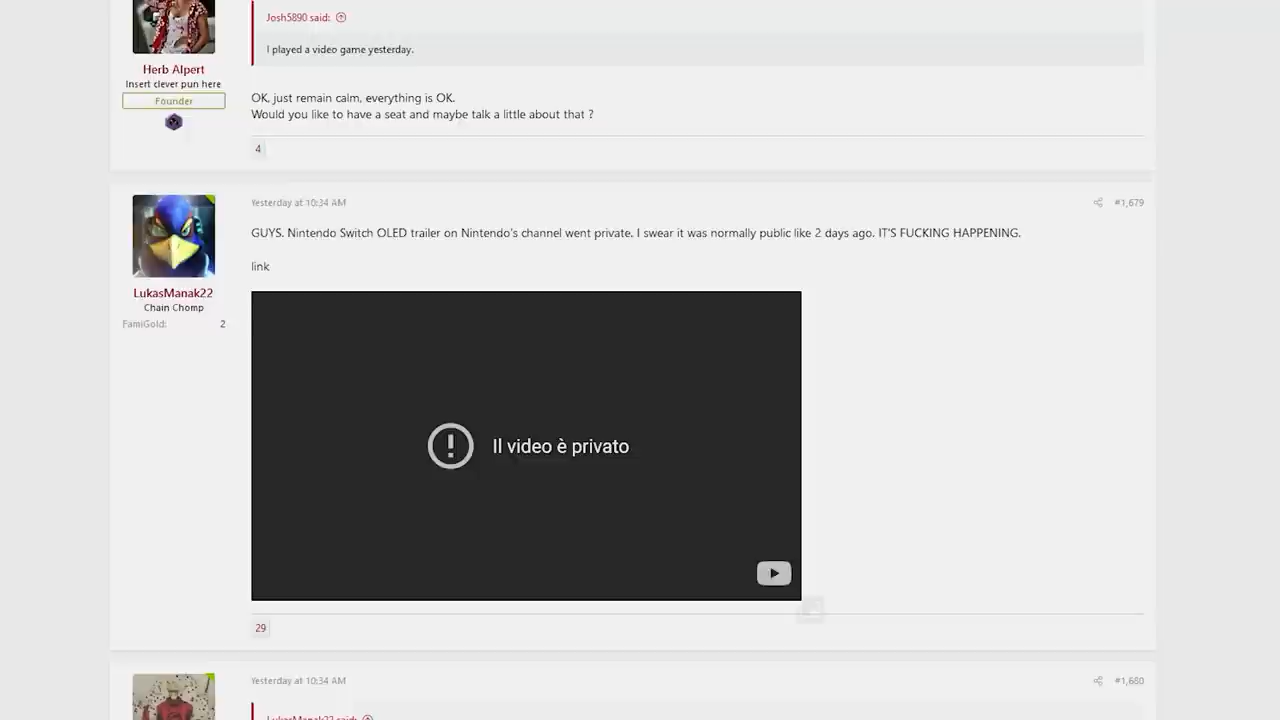 Josh5890 said:
I played a video game yesterday.
Herb Alpert
Insert clever pun here
Founder
OK, just remain calm, everything is OK.
Would you like to have a seat and maybe talk a little about that ?
4
Yesterday at 10:34 AM
#1,679
GUYS. Nintendo Switch OLED trailer on Nintendo's channel went private. I swear it was normally public like 2 days ago. IT'S FUCKING HAPPENING.
link
LukasManak22
Chain Chomp
FamiGold: 2
Il video è privato
29
Yesterday at 10:34 AM
#1,680
LukasManak22 said: